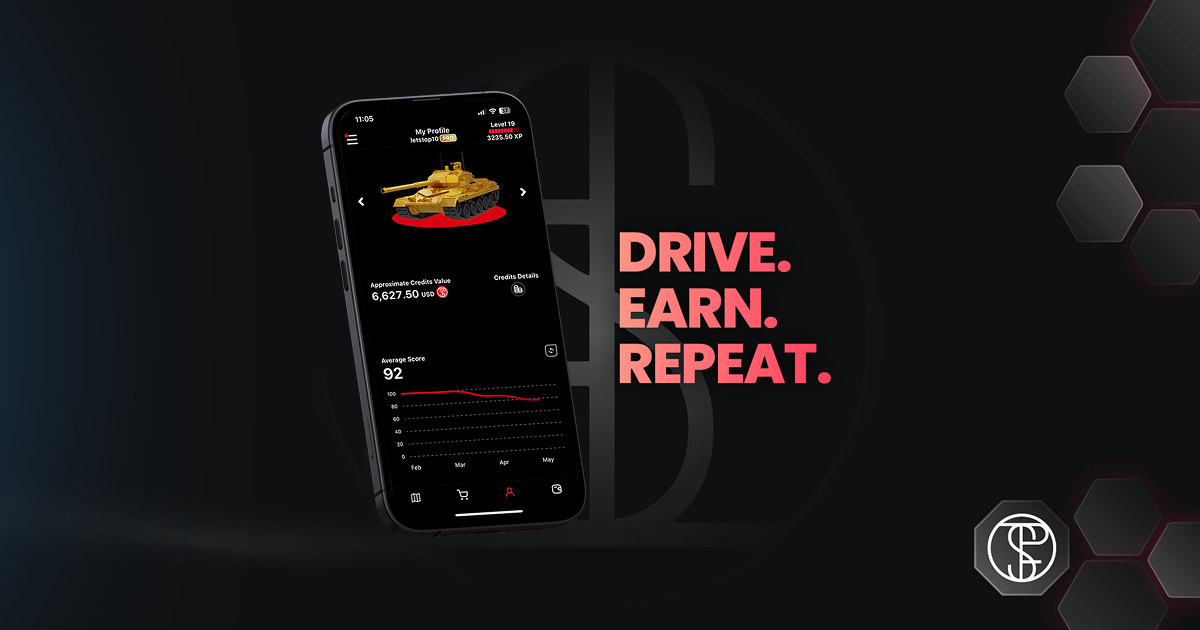 11:05
37
My Profile
letstop10 PRO
Level 19
3235.50 XP
Approximate Credits Value
6,627.50 USD
Credits Details
Average Score
92
100
80
60
40
20
0
Feb Mar Apr May
DRIVE.
EARN.
REPEAT.